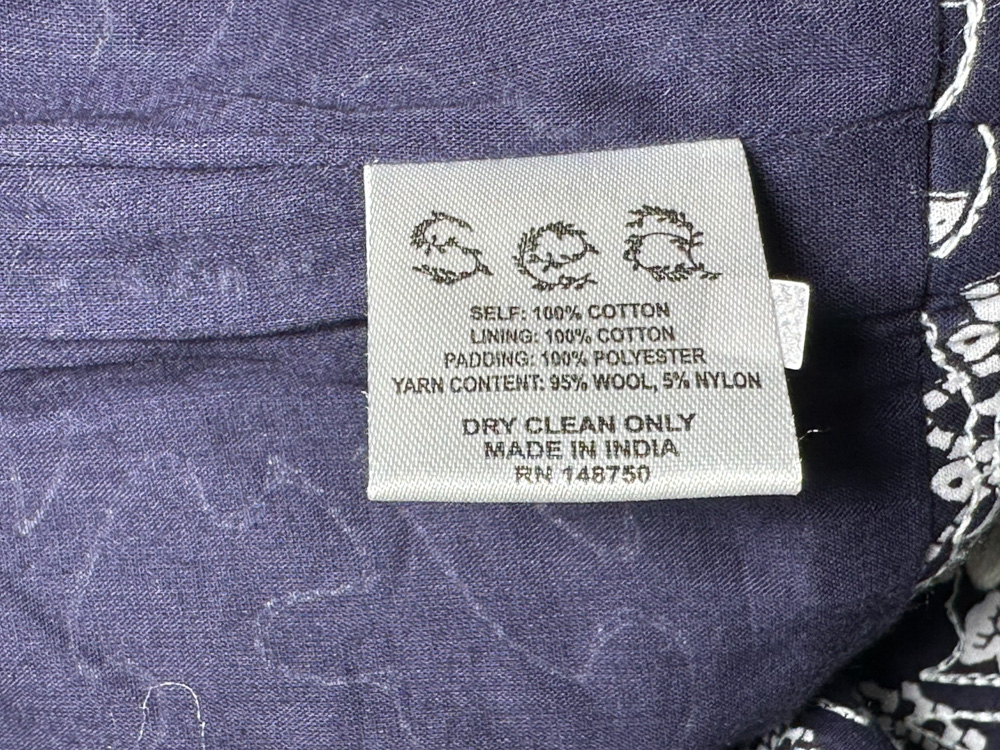 Sea
SELF: 100% COTTON
LINING: 100% COTTON
PADDING: 100% POLYESTER
YARN CONTENT: 95% WOOL, 5% NYLON
DRY CLEAN ONLY
MADE IN INDIA
RN 148750